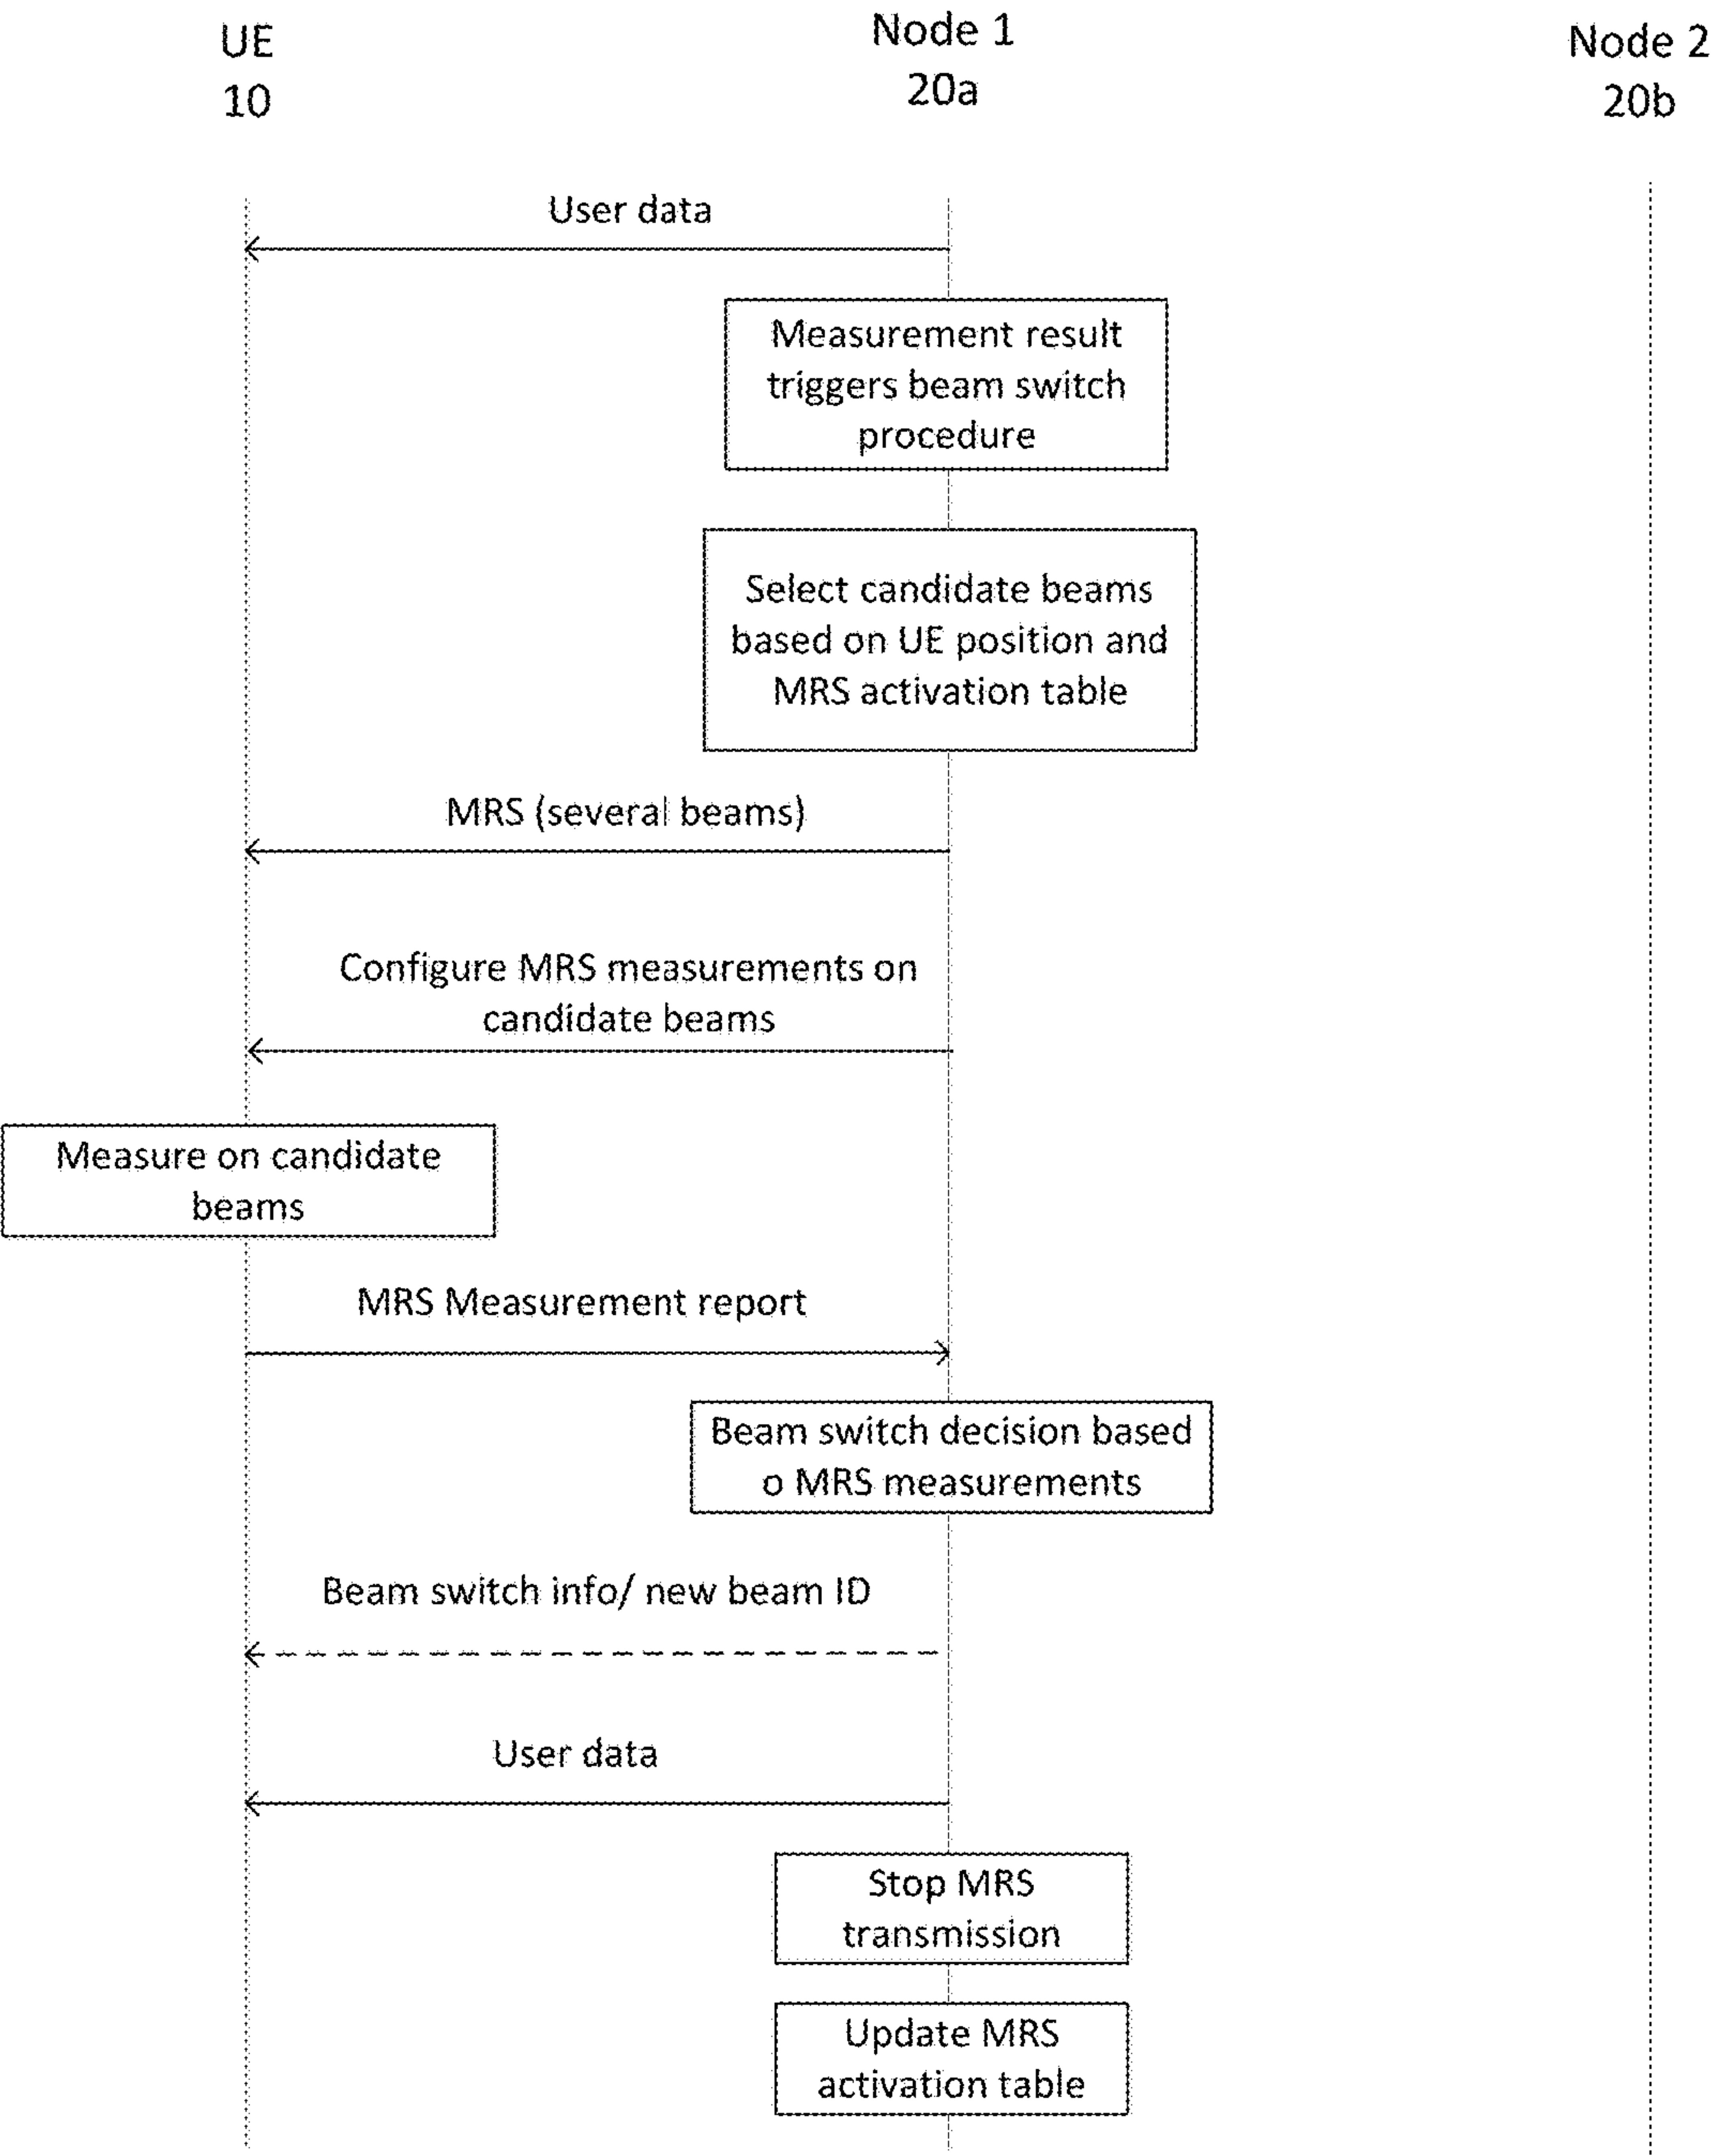 UE
10
Node 1
20a
Node 2
20b
User data
Measurement result
triggers beam switch
procedure
Select candidate beams
based on UE position and
MRS activation table
MRS (several beams)
Configure MRS measurements on
candidate beams
Measure on candidate
beams
MRS Measurement report
Beam switch decision based
o MRS measurements
Beam switch info/ new beam ID
User data
Stop MRS
transmission
Update MRS
activation table